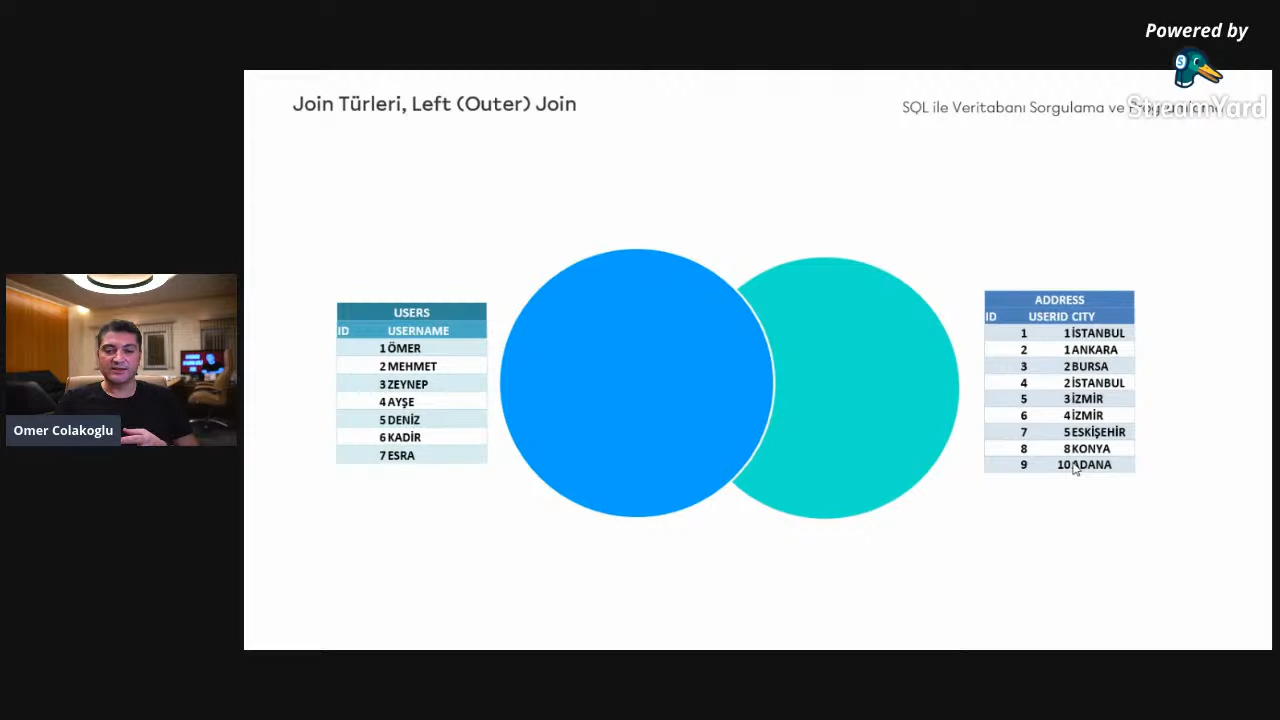 Powered by
StreamYard
Join Türleri, Left (Outer) Join
SQL ile Veritabanı Sorgulama ve Programlama
USERS
ID USERNAME
1 ÖMER
2 MEHMET
3 ZEYNEP
4 AYŞE
5 DENİZ
6 KADİR
7 ESRA
ADDRESS
ID USERID CITY
1 1 İSTANBUL
2 1 ANKARA
3 2 BURSA
4 2 İSTANBUL
5 3 İZMİR
6 4 İZMİR
7 5 ESKİŞEHİR
8 8 KONYA
9 10 ADANA
Omer Colakoglu